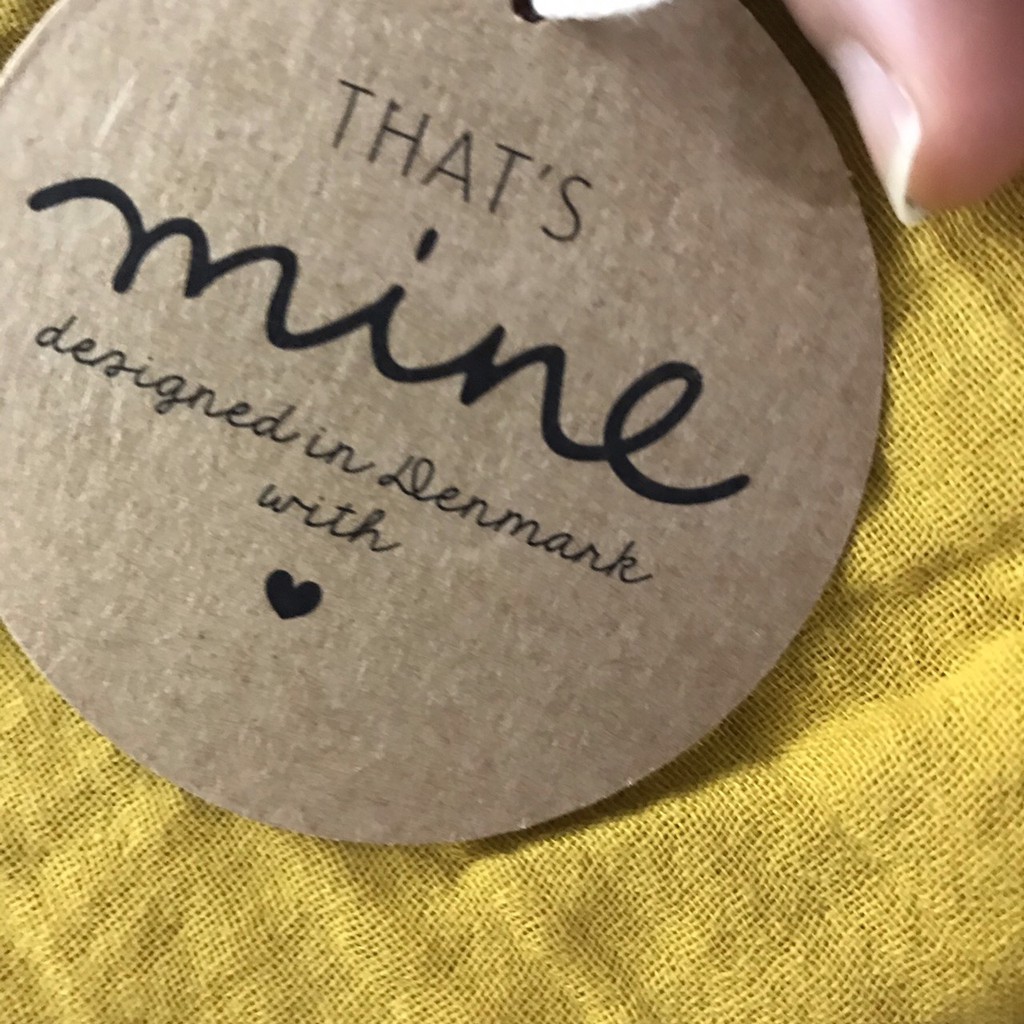 THAT'S
mine
designed in Denmark
with
♥